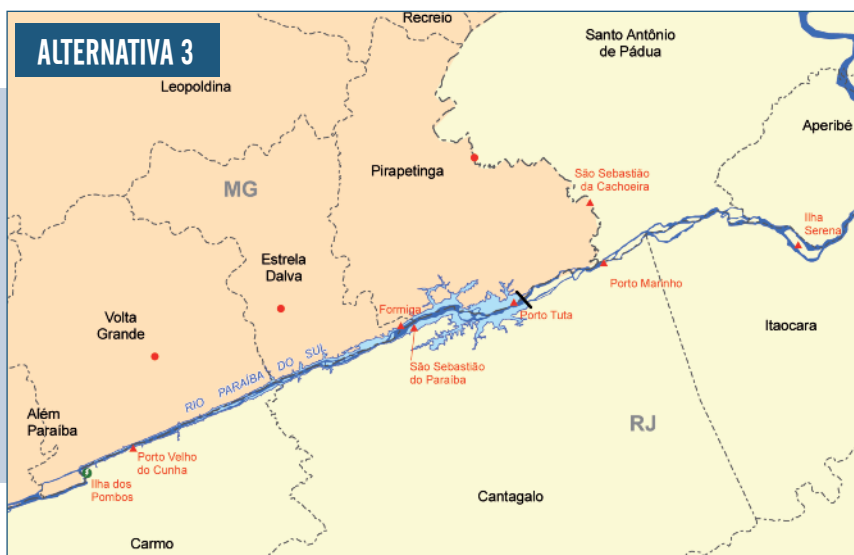 ALTERNATIVA 3
Recreio
Santo Antônio
de Pádua
Leopoldina
Aperibé
Pirapetinga
São Sebastião
da Cachoeira
MG
Ilha
Serena
Estrela
Dalva
Porto Marinho
Formiga
Porto Tuta
Volta
Grande
Itaocara
São Sebastião
do Paraíba
RIO PARAÍBA DO SUL
Além
Paraíba
RJ
Porto Velho
do Cunha
Ilha dos
Pombos
Cantagalo
Carmo